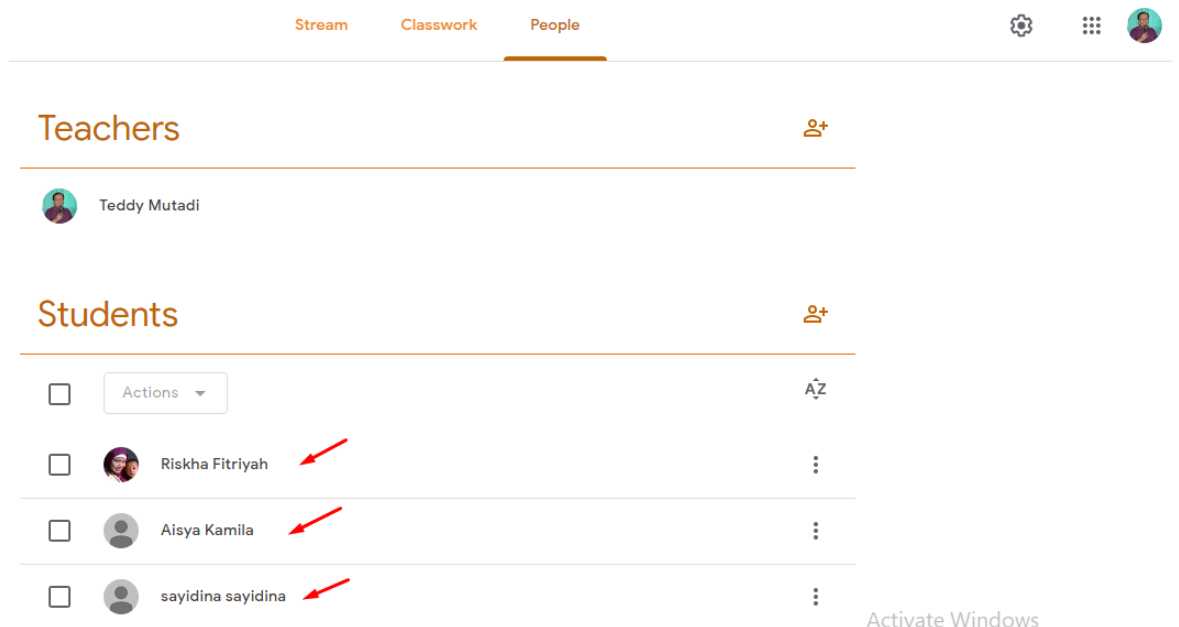 Stream Classwork People
Teachers
Teddy Mutadi
Students
Actions
AZ
Riskha Fitriyah
Aisya Kamila
sayidina sayidina
Activate Windows